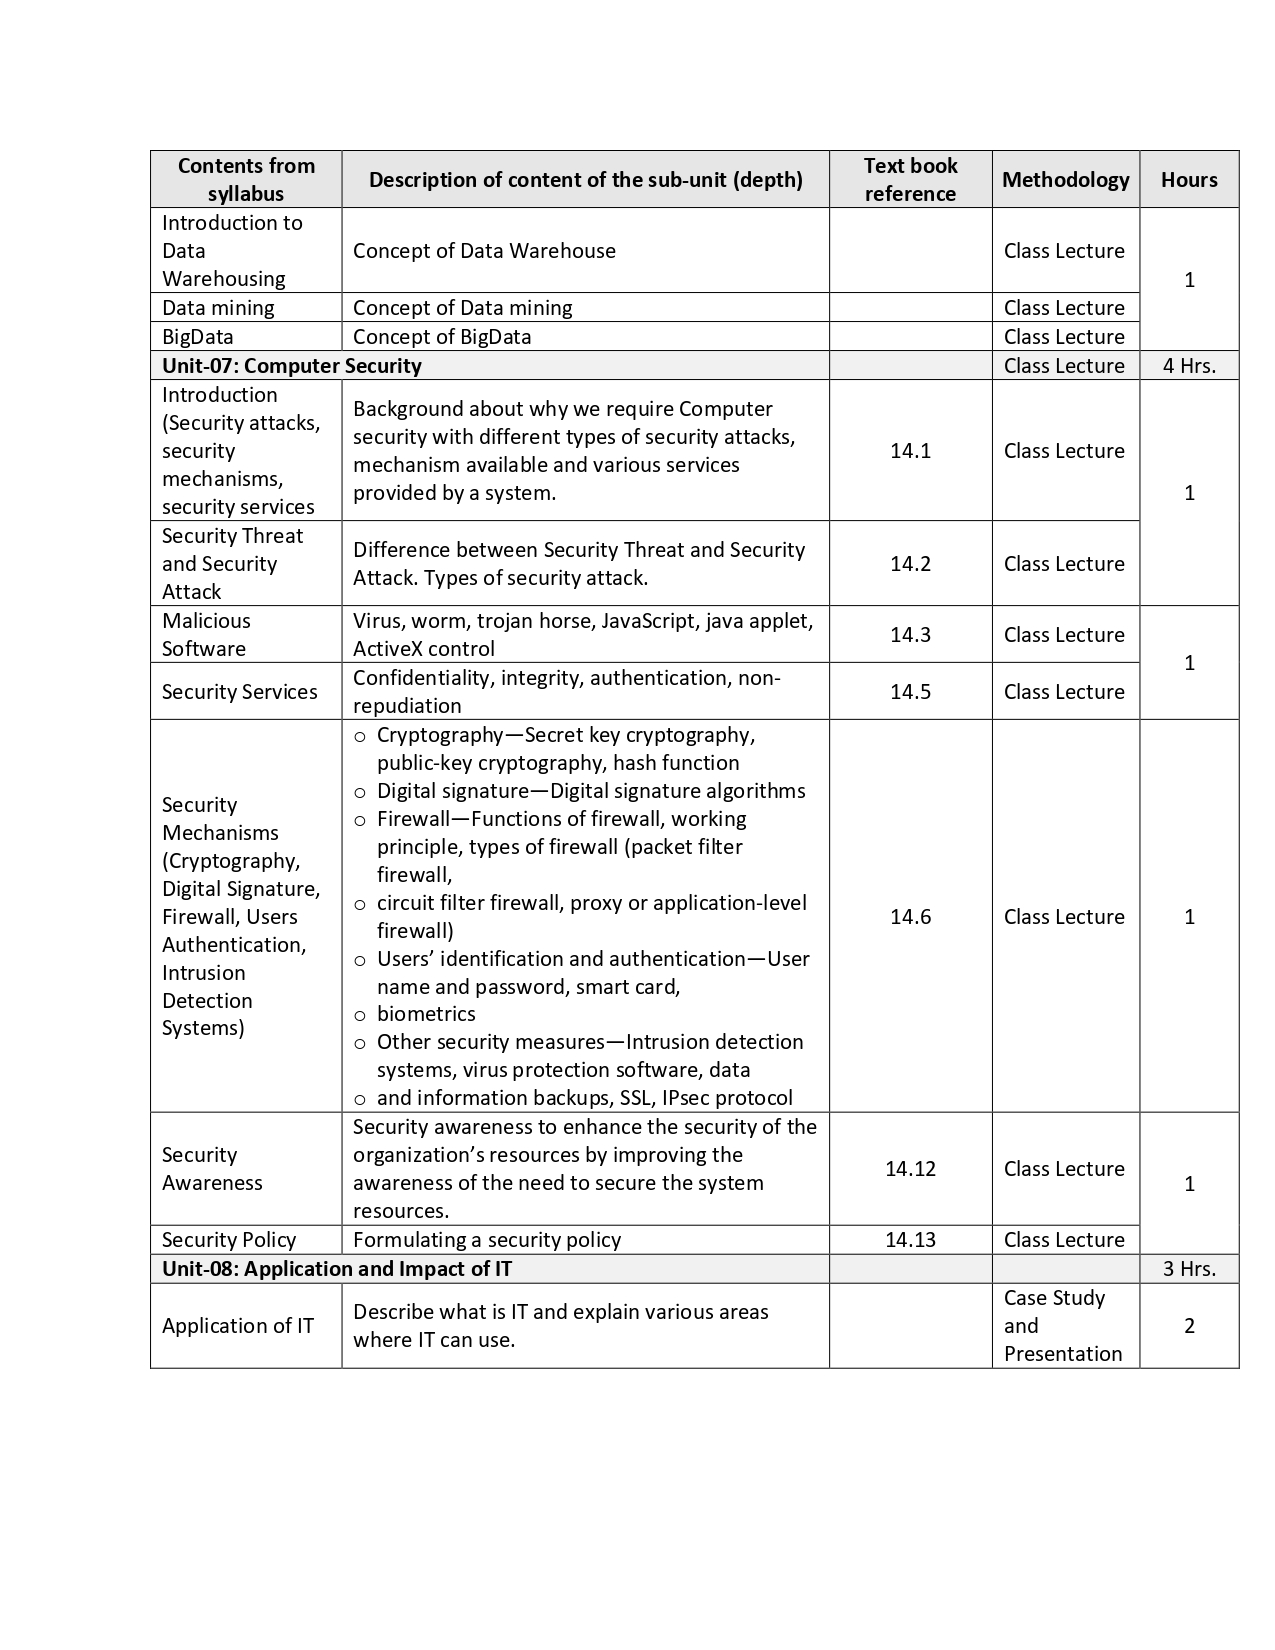 Contents from
syllabus
Description of content of the sub-unit (depth)
Text book
reference
Methodology
Hours
Introduction to
Data
Warehousing
Concept of Data Warehouse
Class Lecture
1
Data mining
Concept of Data mining
Class Lecture
BigData
Concept of BigData
Class Lecture
Unit-07: Computer Security
Class Lecture
4 Hrs.
Introduction
(Security attacks,
security
mechanisms,
security services
Background about why we require Computer
security with different types of security attacks,
mechanism available and various services
provided by a system.
14.1
Class Lecture
1
Security Threat
and Security
Attack
Difference between Security Threat and Security
Attack. Types of security attack.
14.2
Class Lecture
Malicious
Software
Virus, worm, trojan horse, JavaScript, java applet,
ActiveX control
14.3
Class Lecture
1
Security Services
Confidentiality, integrity, authentication, non-
repudiation
14.5
Class Lecture
Security
Mechanisms
(Cryptography,
Digital Signature,
Firewall, Users
Authentication,
Intrusion
Detection
Systems)
o Cryptography—Secret key cryptography,
public-key cryptography, hash function
o Digital signature—Digital signature algorithms
o Firewall—Functions of firewall, working
principle, types of firewall (packet filter
firewall,
o circuit filter firewall, proxy or application-level
firewall)
o Users’ identification and authentication—User
name and password, smart card,
o biometrics
o Other security measures—Intrusion detection
systems, virus protection software, data
o and information backups, SSL, IPsec protocol
14.6
Class Lecture
1
Security
Awareness
Security awareness to enhance the security of the
organization’s resources by improving the
awareness of the need to secure the system
resources.
14.12
Class Lecture
1
Security Policy
Formulating a security policy
14.13
Class Lecture
Unit-08: Application and Impact of IT
3 Hrs.
Application of IT
Describe what is IT and explain various areas
where IT can use.
Case Study
and
Presentation
2